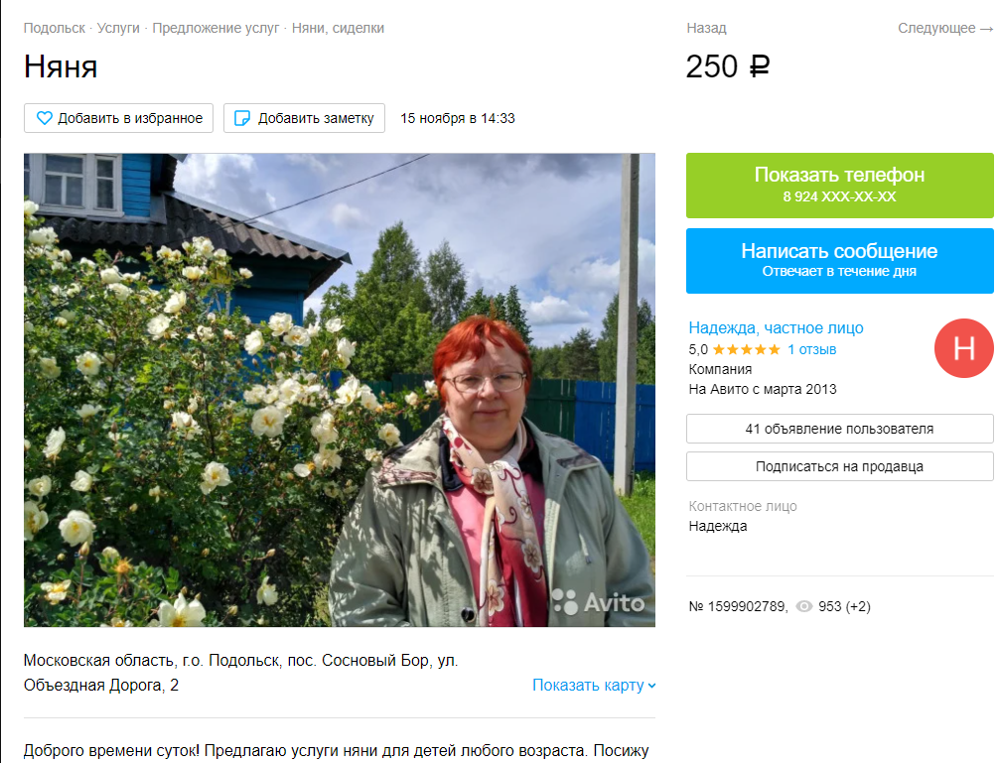 Подольск · Услуги · Предложение услуг · Няни, сиделки
Назад
Следующее →
Няня
250 ₽
Добавить в избранное
Добавить заметку
15 ноября в 14:33
Показать телефон
8 924 XXX-XX-XX
Написать сообщение
Отвечает в течение дня
Надежда, частное лицо
5,0 ★★★★★ 1 отзыв
Компания
На Авито с марта 2013
Н
41 объявление пользователя
Подписаться на продавца
Контактное лицо
Надежда
№ 1599902789, 953 (+2)
Avito
Московская область, г.о. Подольск, пос. Сосновый Бор, ул.
Объездная Дорога, 2
Показать карту
Доброго времени суток! Предлагаю услуги няни для детей любого возраста. Посижу